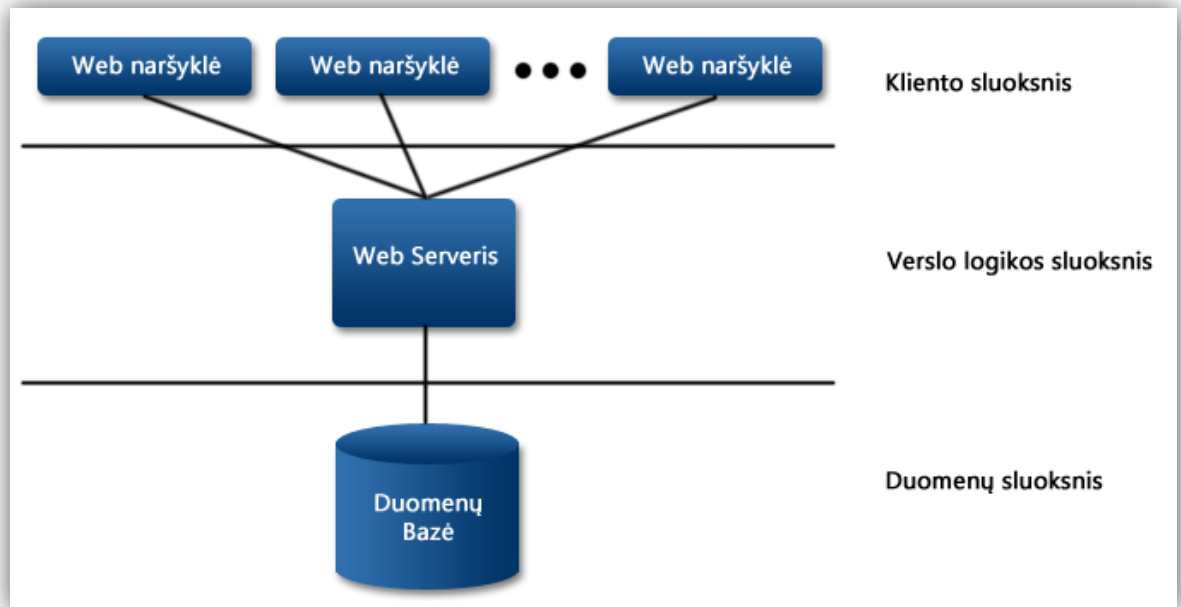 Web naršyklė
Web naršyklė
Web naršyklė
Kliento sluoksnis
Web Serveris
Verslo logikos sluoksnis
Duomenų
Bazė
Duomenų sluoksnis